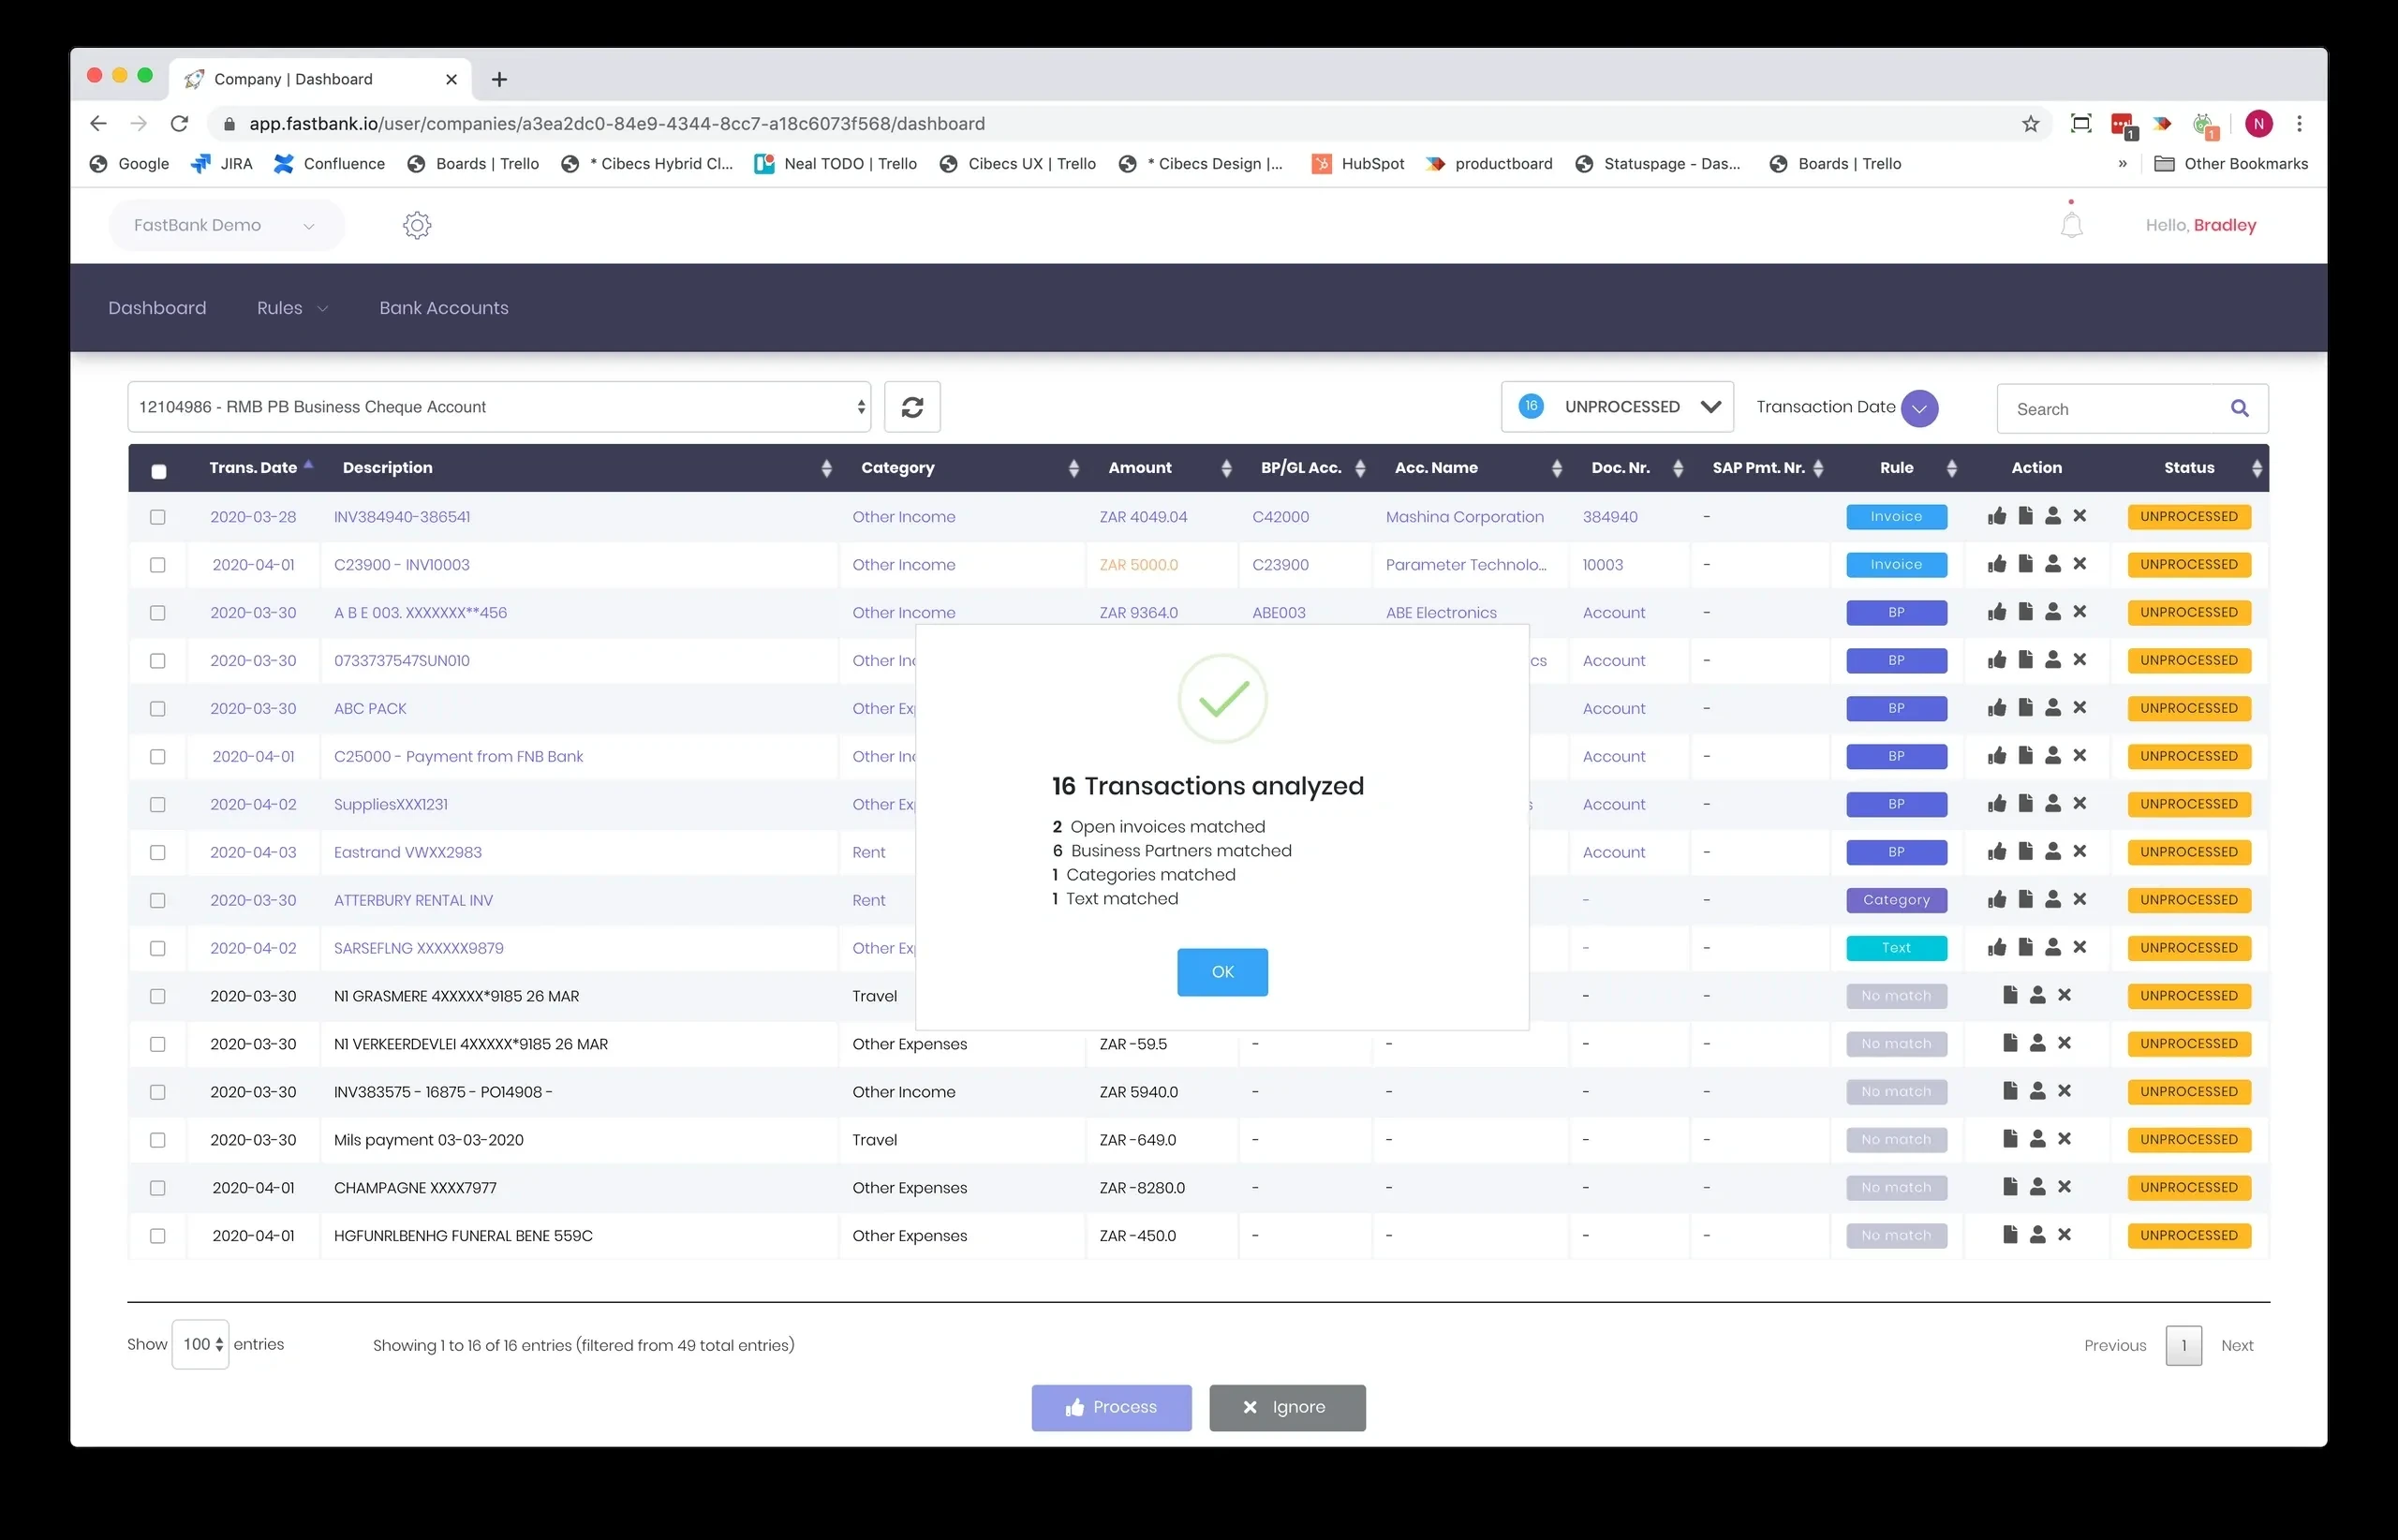 Company | Dashboard
app.fastbank.io/user/companies/a3ea2dc0-84e9-4344-8cc7-a18c6073f568/dashboard
1 1 N
Google JIRA Confluence Boards | Trello * Cibecs Hybrid Cl... Neal TODO | Trello Cibecs UX | Trello * Cibecs Design |... HubSpot productboard Statuspage - Das... Boards | Trello » Other Bookmarks
FastBank Demo Hello, Bradley
Dashboard Rules Bank Accounts
12104986 - RMB PB Business Cheque Account 16 UNPROCESSED Transaction Date Search
Trans. Date Description Category Amount BP/GL Acc. Acc. Name Doc. Nr. SAP Pmt. Nr. Rule Action Status
2020-03-28 INV384940-386541 Other Income ZAR 4049.04 C42000 Mashina Corporation 384940 - Invoice UNPROCESSED
2020-04-01 C23900 - INV10003 Other Income ZAR 5000.0 C23900 Parameter Technolo... 10003 - Invoice UNPROCESSED
2020-03-30 A B E 003. XXXXXXX**456 Other Income ZAR 9364.0 ABE003 ABE Electronics Account - BP UNPROCESSED
2020-03-30 0733737547SUN010 Other Inc cs Account - BP UNPROCESSED
2020-03-30 ABC PACK Other Ex Account - BP UNPROCESSED
2020-04-01 C25000 - Payment from FNB Bank Other Inc Account - BP UNPROCESSED
2020-04-02 SuppliesXXX1231 Other Ex s Account - BP UNPROCESSED
2020-04-03 Eastrand VWXX2983 Rent Account - BP UNPROCESSED
2020-03-30 ATTERBURY RENTAL INV Rent - - Category UNPROCESSED
2020-04-02 SARSEFLNG XXXXXX9879 Other Ex - - Text UNPROCESSED
2020-03-30 N1 GRASMERE 4XXXXX*9185 26 MAR Travel - - No match UNPROCESSED
2020-03-30 N1 VERKEERDEVLEI 4XXXXX*9185 26 MAR Other Expenses ZAR -59.5 - - - - No match UNPROCESSED
2020-03-30 INV383575 - 16875 - PO14908 - Other Income ZAR 5940.0 - - - - No match UNPROCESSED
2020-03-30 Mils payment 03-03-2020 Travel ZAR -649.0 - - - - No match UNPROCESSED
2020-04-01 CHAMPAGNE XXXX7977 Other Expenses ZAR -8280.0 - - - - No match UNPROCESSED
2020-04-01 HGFUNRLBENHG FUNERAL BENE 559C Other Expenses ZAR -450.0 - - - - No match UNPROCESSED
16 Transactions analyzed
2 Open invoices matched
6 Business Partners matched
1 Categories matched
1 Text matched
OK
Show 100 entries Showing 1 to 16 of 16 entries (filtered from 49 total entries) Previous 1 Next
Process Ignore